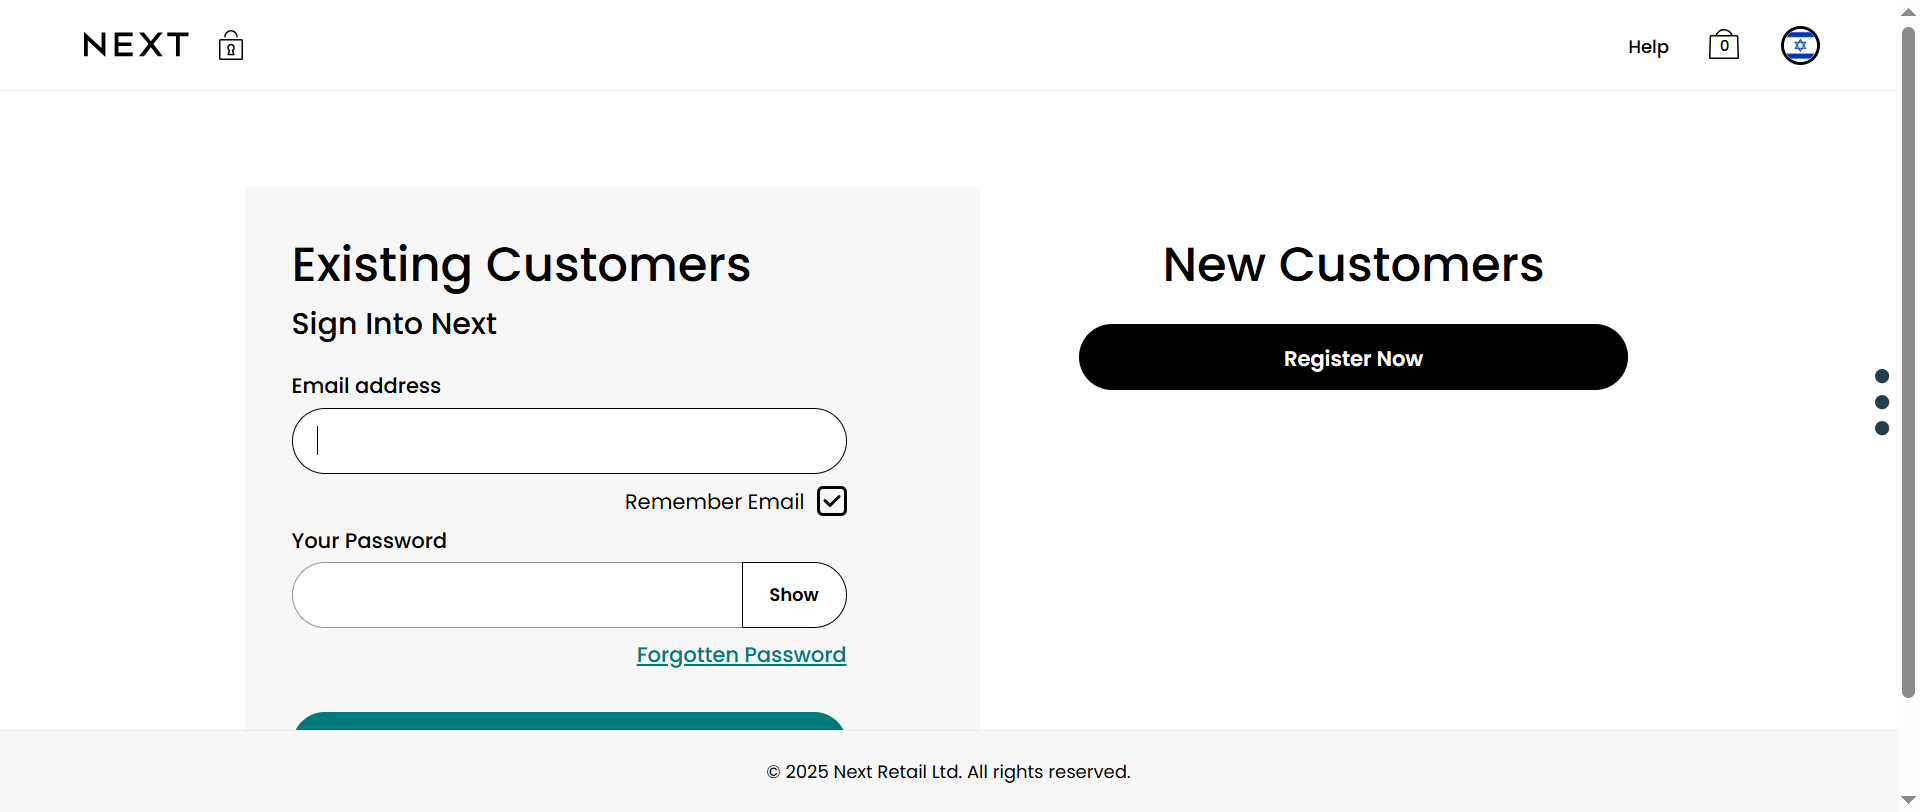 NEXT
Help
0
Existing Customers
Sign Into Next
Email address
Remember Email
Your Password
Show
Forgotten Password
New Customers
Register Now
© 2025 Next Retail Ltd. All rights reserved.